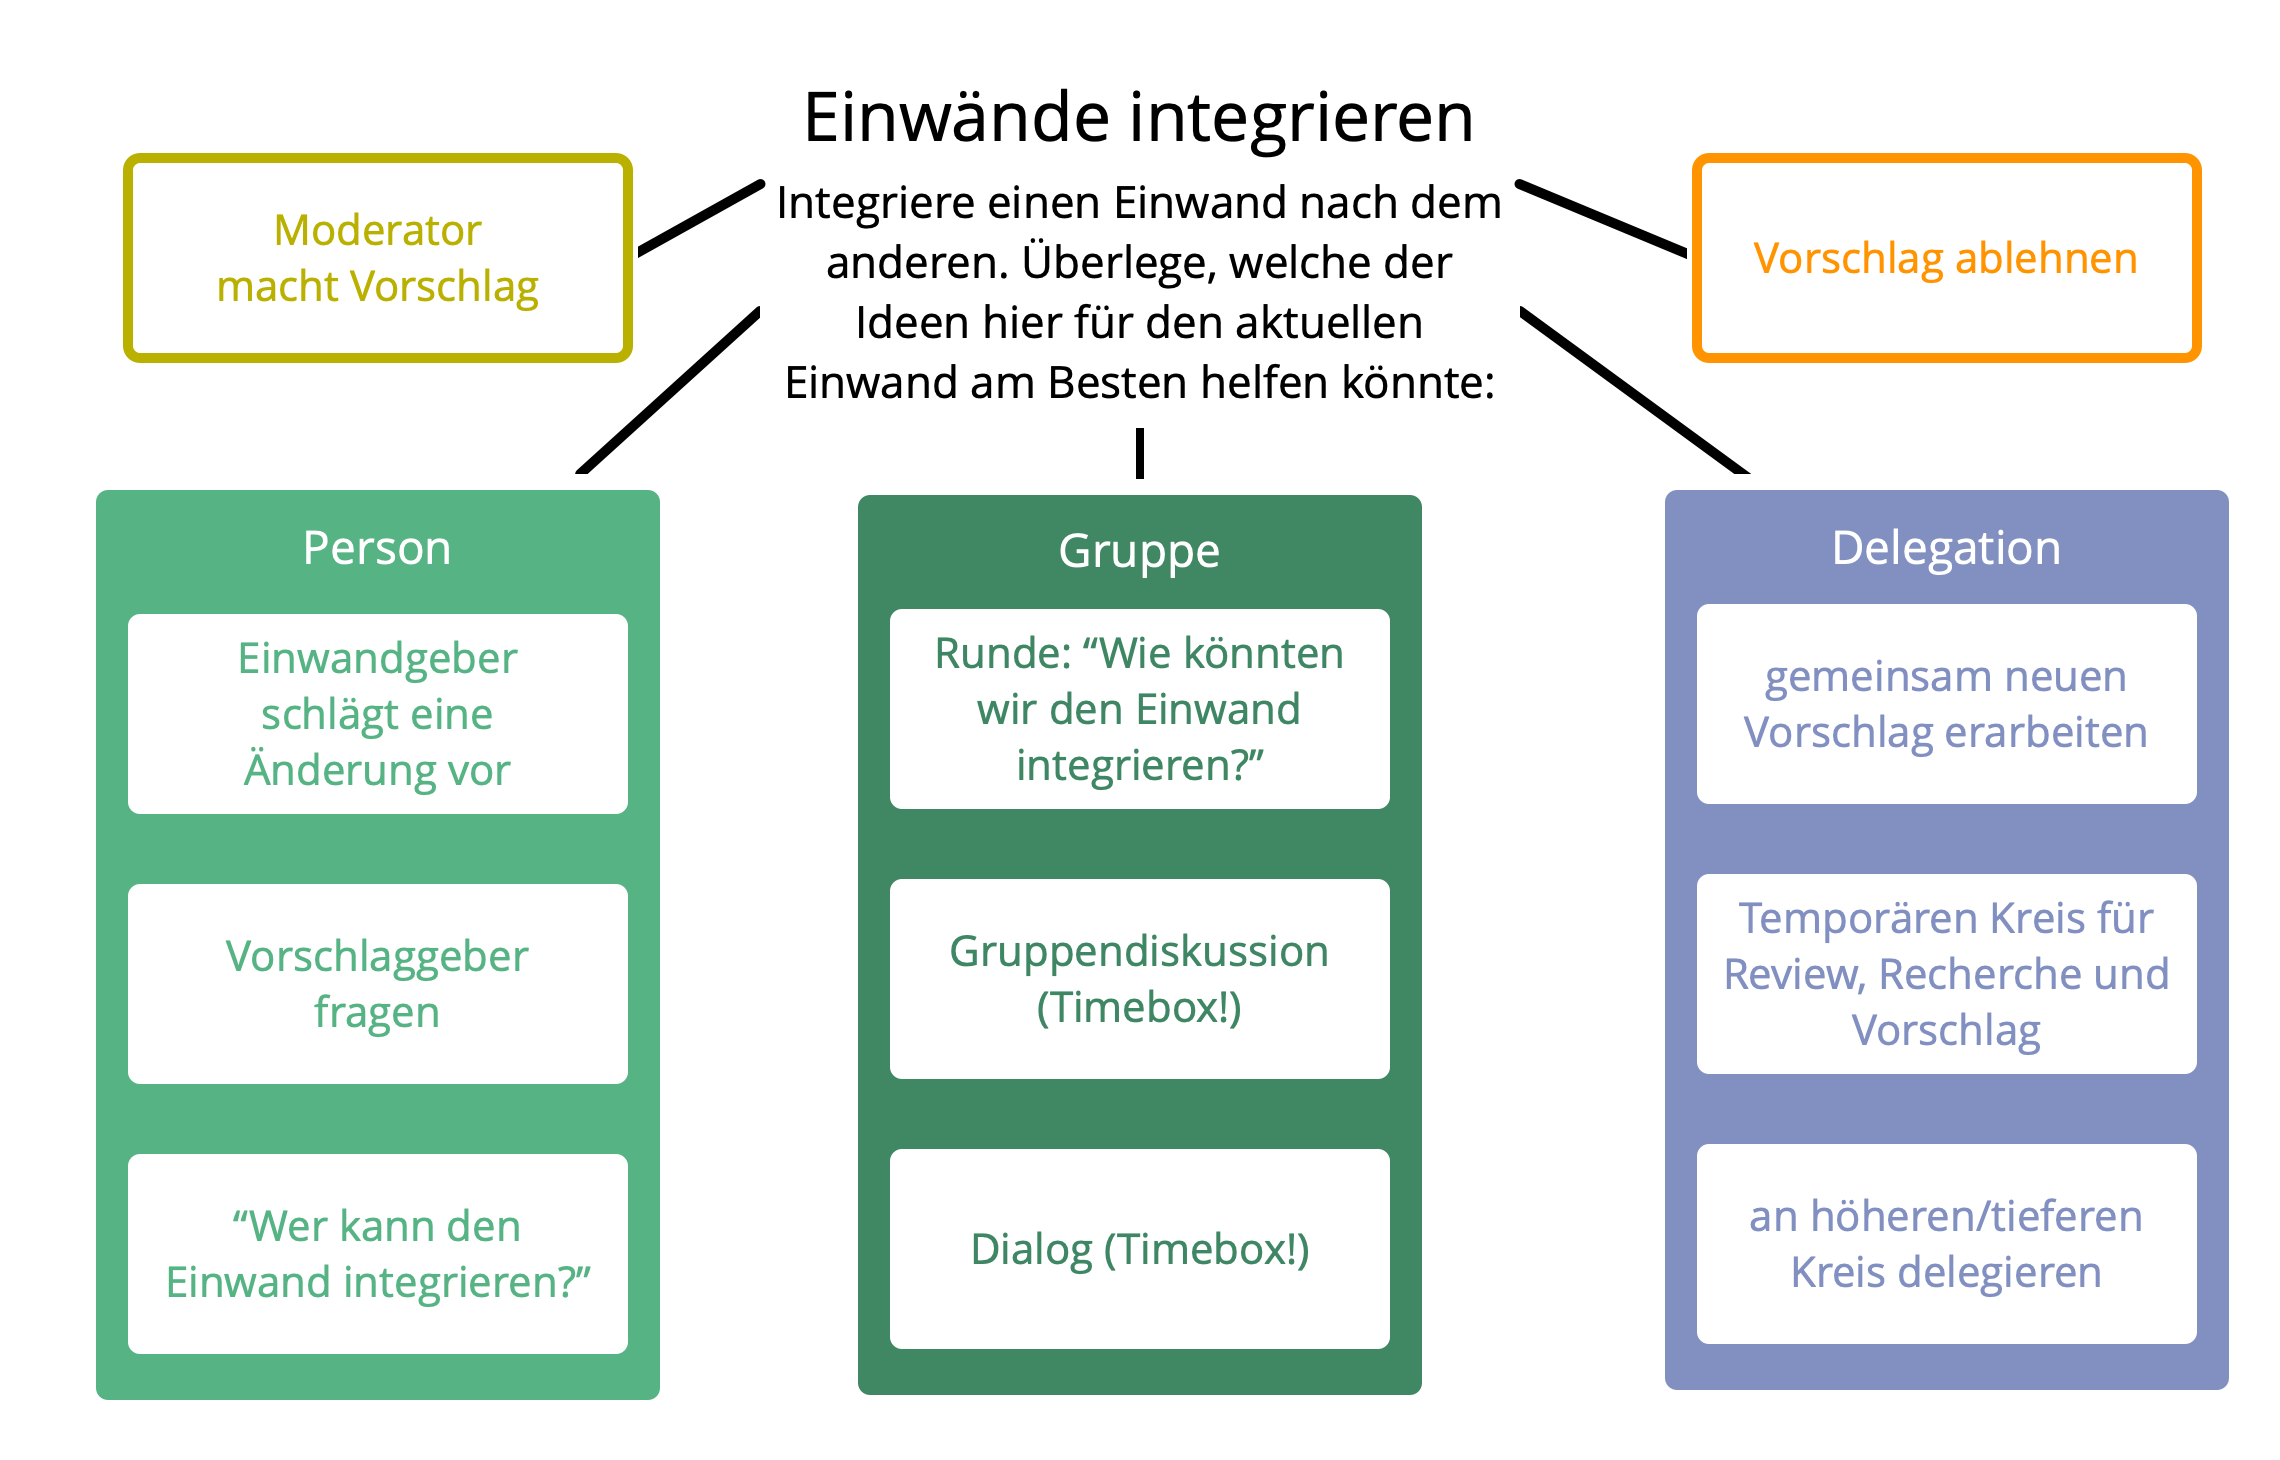 Einwände integrieren
Integriere einen Einwand nach dem
anderen. Überlege, welche der
Ideen hier für den aktuellen
Einwand am Besten helfen könnte:
Moderator
macht Vorschlag
Vorschlag ablehnen
Person
Einwandgeber
schlägt eine
Änderung vor
Vorschlaggeber
fragen
“Wer kann den
Einwand integrieren?”
Gruppe
Runde: “Wie könnten
wir den Einwand
integrieren?”
Gruppendiskussion
(Timebox!)
Dialog (Timebox!)
Delegation
gemeinsam neuen
Vorschlag erarbeiten
Temporären Kreis für
Review, Recherche und
Vorschlag
an höheren/tieferen
Kreis delegieren